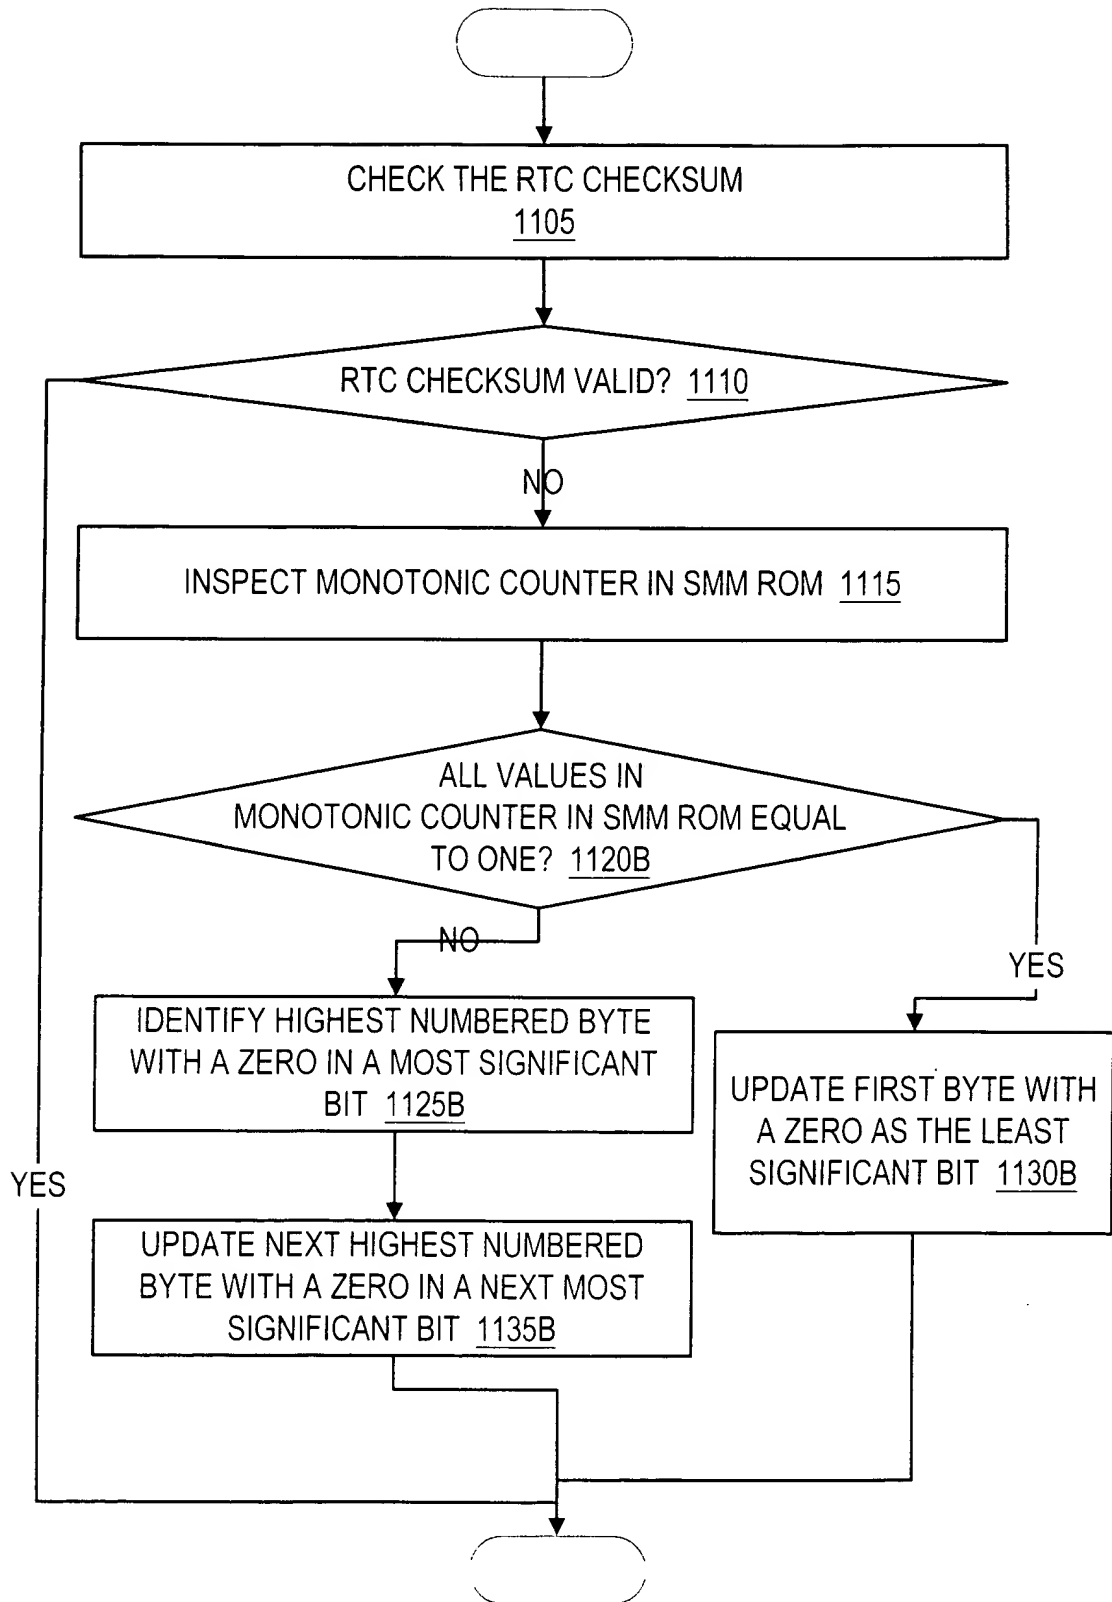 CHECK THE RTC CHECKSUM
1105
RTC CHECKSUM VALID? 1110
NO
INSPECT MONOTONIC COUNTER IN SMM ROM 1115
ALL VALUES IN
MONOTONIC COUNTER IN SMM ROM EQUAL
TO ONE? 1120B
NO
YES
IDENTIFY HIGHEST NUMBERED BYTE
WITH A ZERO IN A MOST SIGNIFICANT
BIT 1125B
UPDATE FIRST BYTE WITH
A ZERO AS THE LEAST
SIGNIFICANT BIT 1130B
YES
UPDATE NEXT HIGHEST NUMBERED
BYTE WITH A ZERO IN A NEXT MOST
SIGNIFICANT BIT 1135B